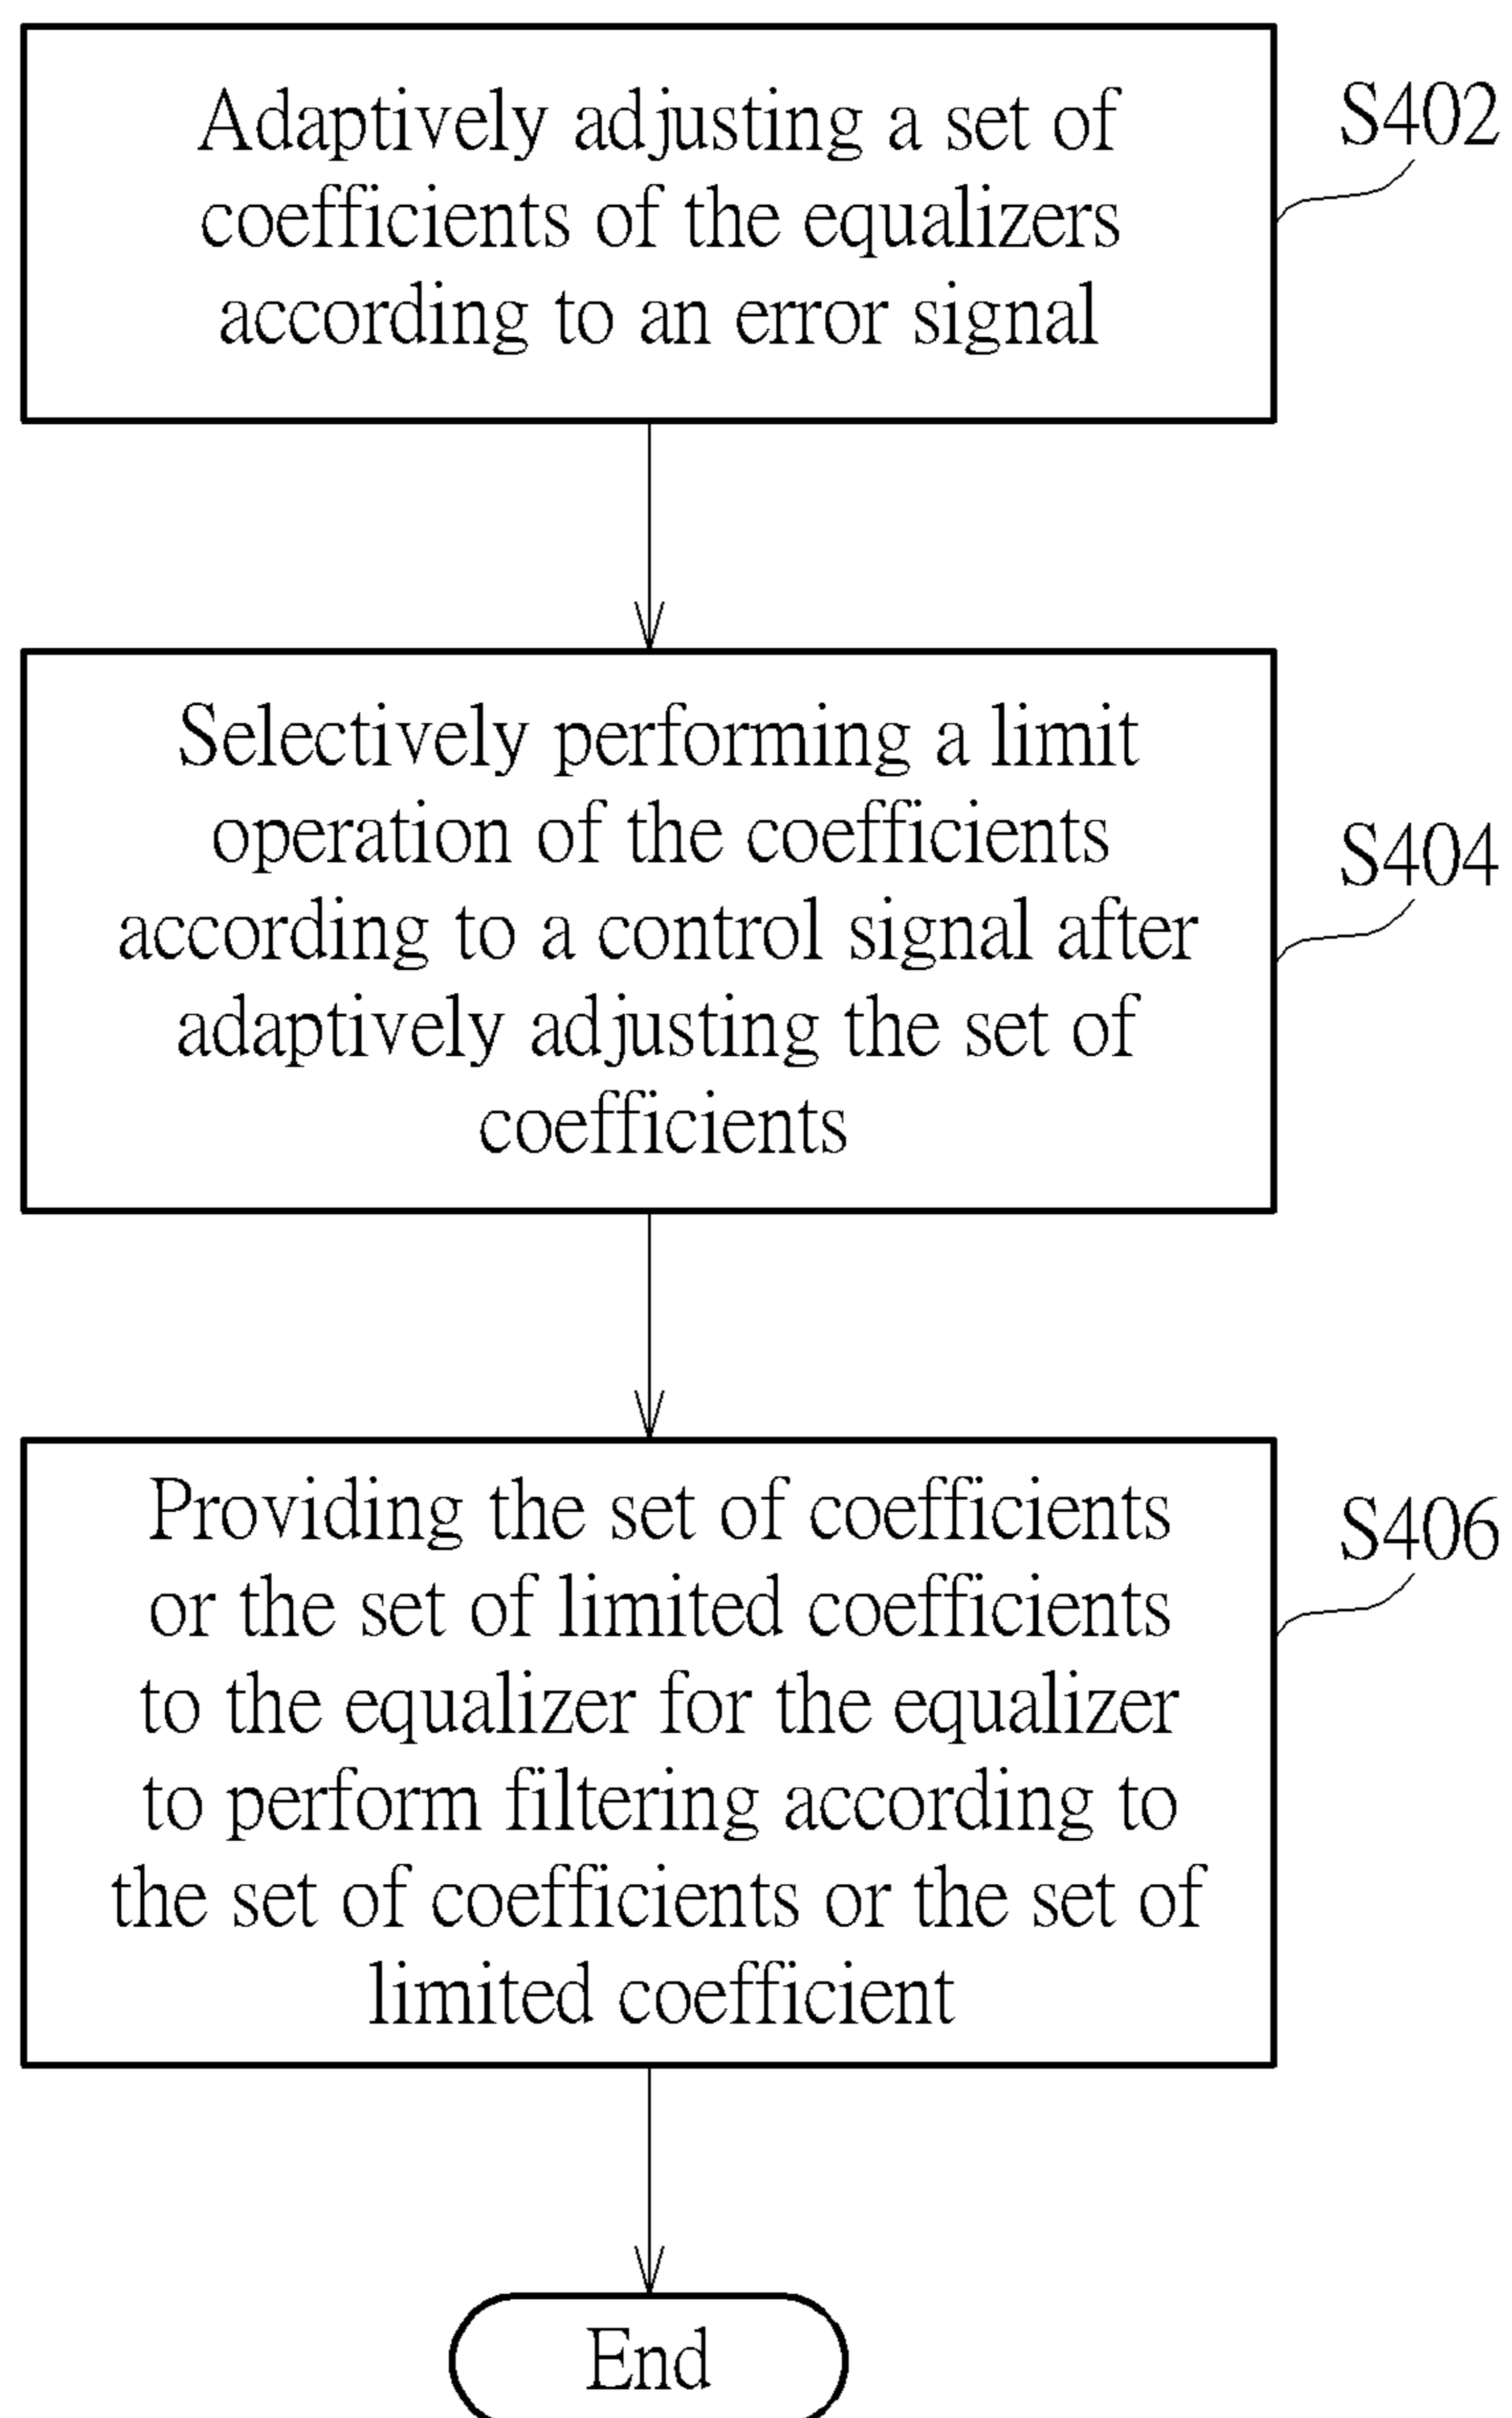 Adaptively adjusting a set of
coefficients of the equalizers
according to an error signal
S402
Selectively performing a limit
operation of the coefficients
according to a control signal after
adaptively adjusting the set of
coefficients
S404
Providing the set of coefficients
or the set of limited coefficients
to the equalizer for the equalizer
to perform filtering according to
the set of coefficients or the set of
limited coefficient
S406
End